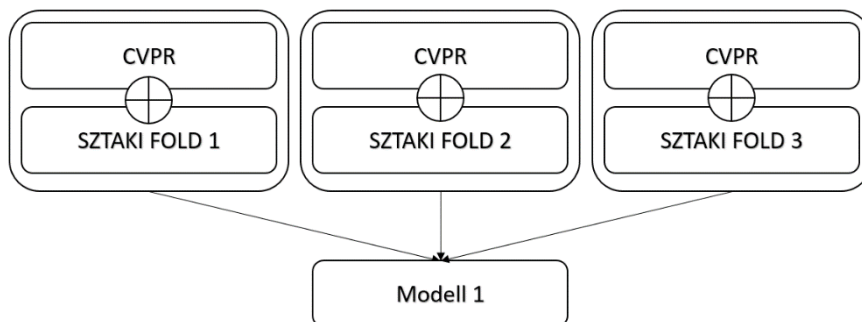 CVPR
SZTAKI FOLD 1
CVPR
SZTAKI FOLD 2
CVPR
SZTAKI FOLD 3
Modell 1